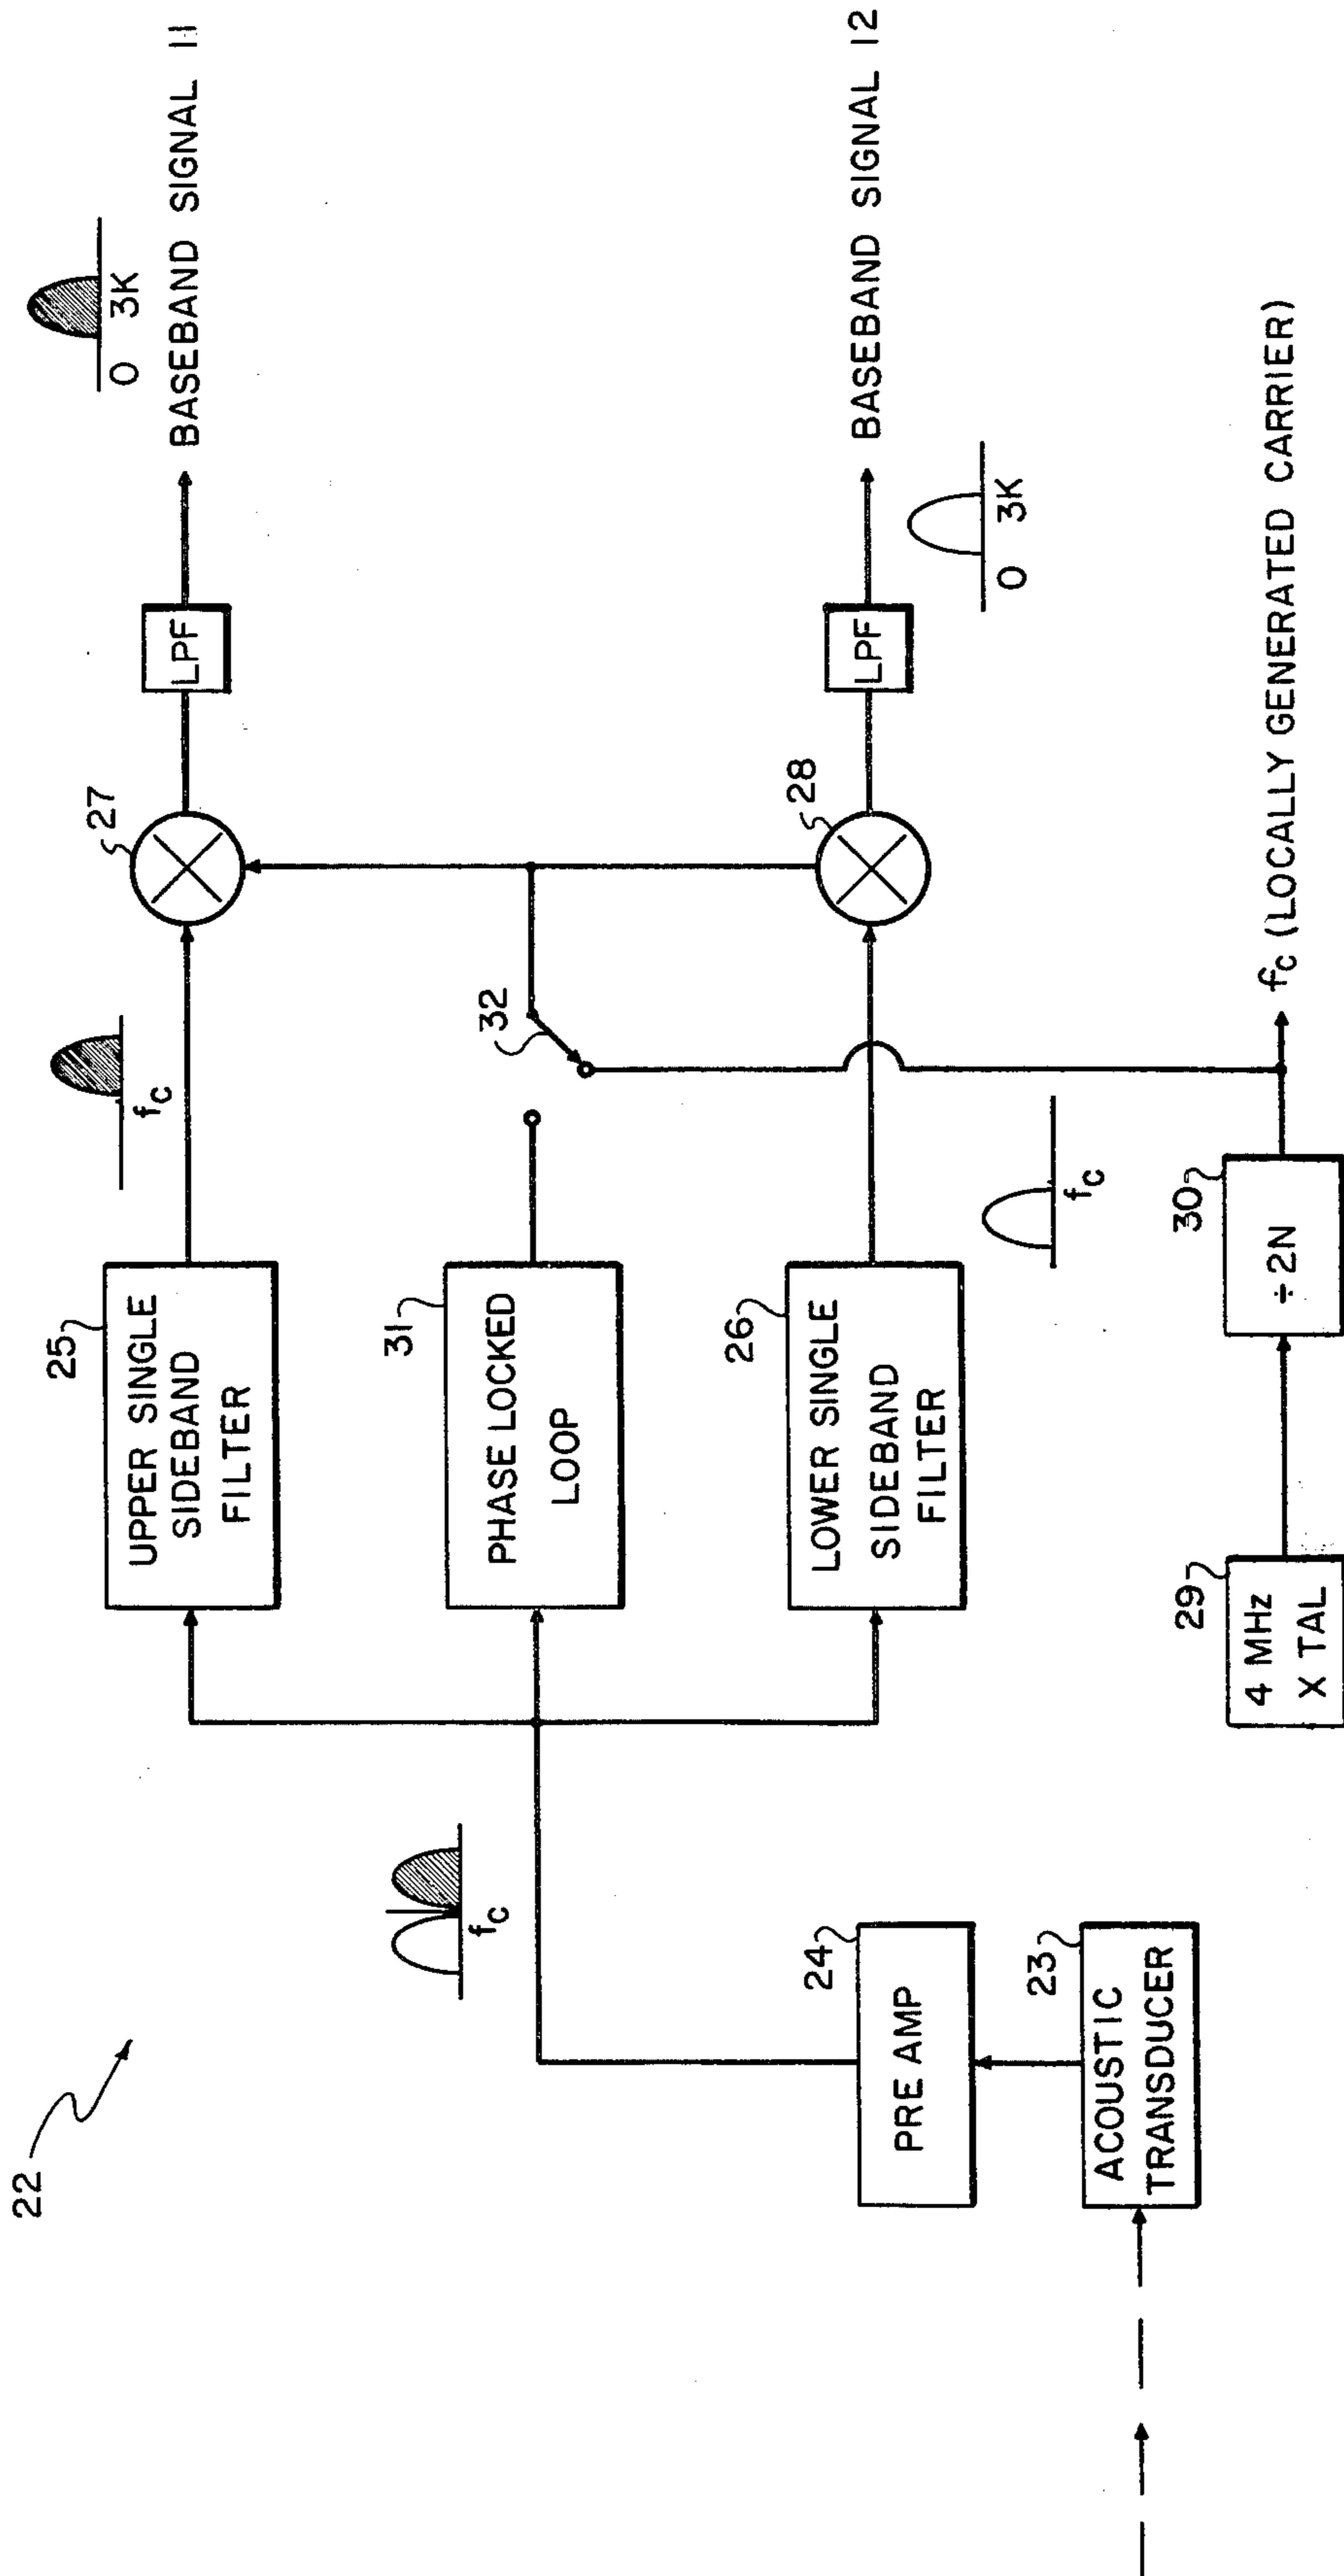 22
f_c
25
UPPER SINGLE
SIDEBAND
FILTER
f_c
27
LPF
O 3K
BASEBAND SIGNAL 11
31
PHASE LOCKED
LOOP
32
26
LOWER SINGLE
SIDEBAND
FILTER
f_c
28
LPF
O 3K
BASEBAND SIGNAL 12
24
PRE AMP
23
ACOUSTIC
TRANSDUCER
29
4 MHz
X TAL
30
÷2N
f_c (LOCALLY GENERATED CARRIER)